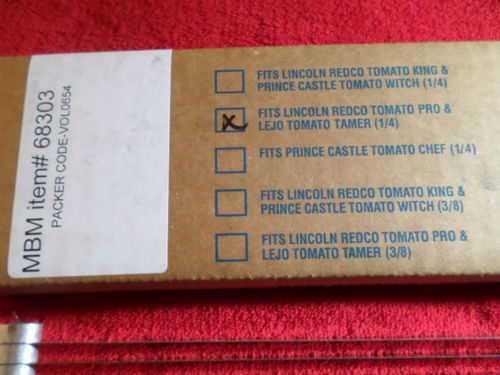 MBM item# 68303
PACKER CODE-VOL0654
FITS LINCOLN REDCO TOMATO KING &
PRINCE CASTLE TOMATO WITCH (1/4)
X FITS LINCOLN REDCO TOMATO PRO &
LEJO TOMATO TAMER (1/4)
FITS PRINCE CASTLE TOMATO CHEF (1/4)
FITS LINCOLN REDCO TOMATO KING &
PRINCE CASTLE TOMATO WITCH (3/8)
FITS LINCOLN REDCO TOMATO PRO &
LEJO TOMATO TAMER (3/8)